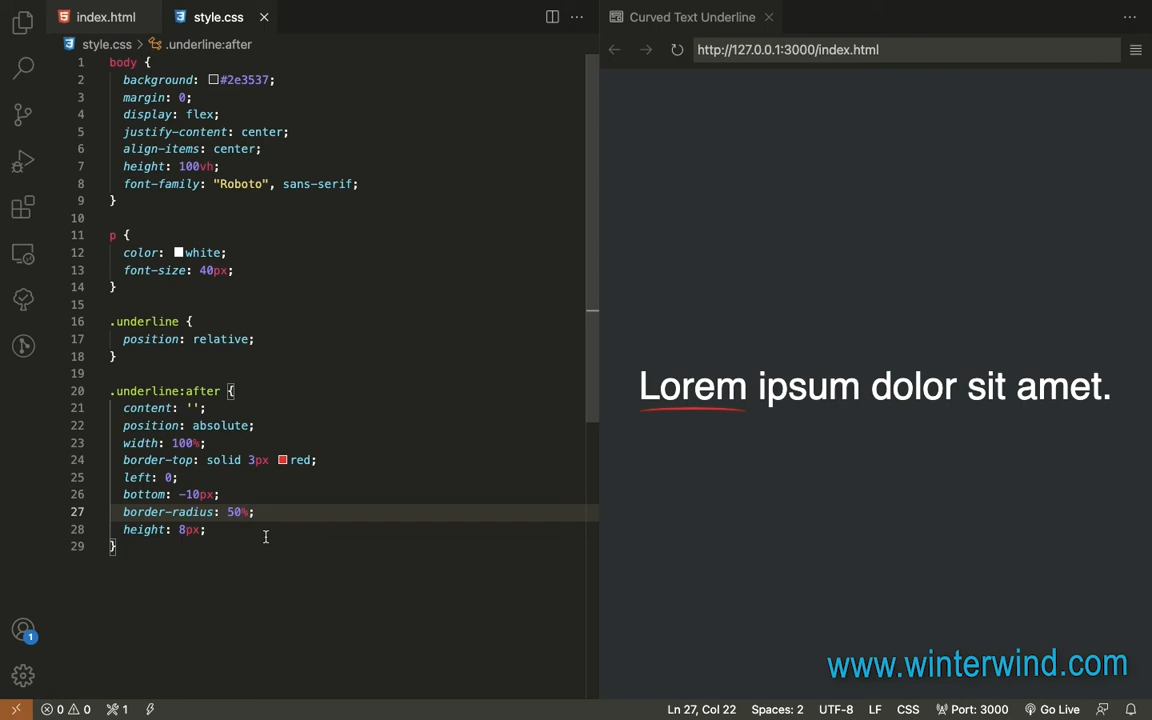 index.html
style.css
Curved Text Underline
style.css > .underline:after
http://127.0.0.1:3000/index.html
1 body {
2 background: #2e3537;
3 margin: 0;
4 display: flex;
5 justify-content: center;
6 align-items: center;
7 height: 100vh;
8 font-family: "Roboto", sans-serif;
9 }
10
11 p {
12 color: white;
13 font-size: 40px;
14 }
15
16 .underline {
17 position: relative;
18 }
19
20 .underline:after {
21 content: '';
22 position: absolute;
23 width: 100%;
24 border-top: solid 3px red;
25 left: 0;
26 bottom: -10px;
27 border-radius: 50%;
28 height: 8px;
29 }
Lorem ipsum dolor sit amet.
1
www.winterwind.com
0 0 1 Ln 27, Col 22 Spaces: 2 UTF-8 LF CSS Port: 3000 Go Live